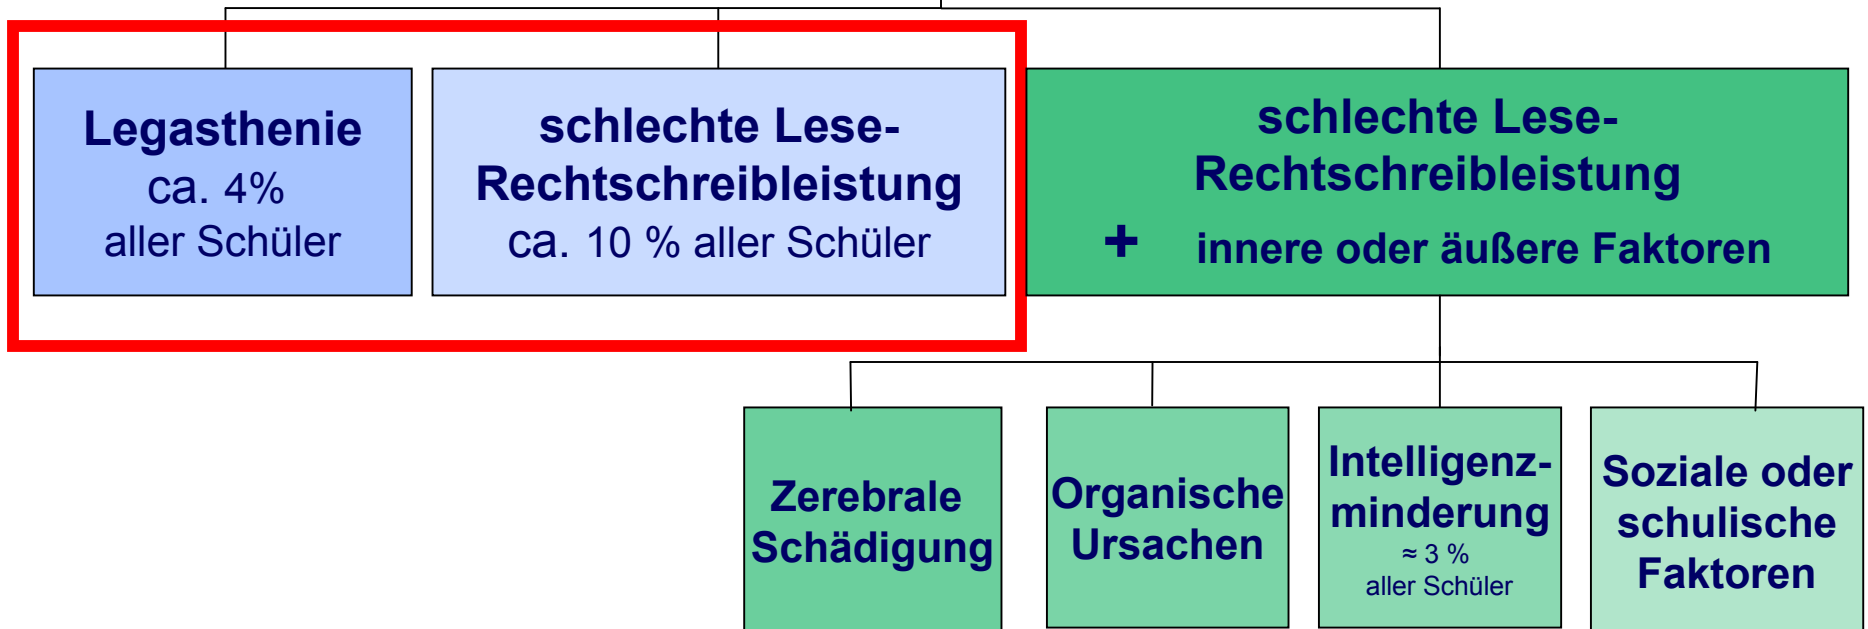 Legasthenie
ca. 4%
aller Schüler
schlechte Lese-
Rechtschreibleistung
ca. 10 % aller Schüler
schlechte Lese-
Rechtschreibleistung
+ innere oder äußere Faktoren
Zerebrale
Schädigung
Organische
Ursachen
Intelligenz-
minderung
≈ 3 %
aller Schüler
Soziale oder
schulische
Faktoren